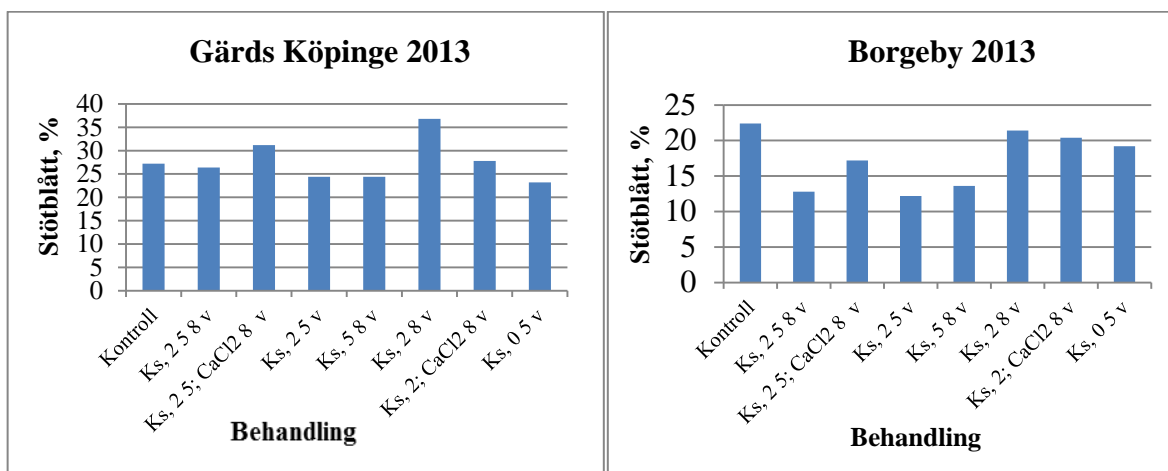 Gärds Köpinge 2013
Stötblått, %
40
35
30
25
20
15
10
5
0
Kontroll
Ks, 2 5 8 v
Ks, 2 5; CaCl2 8 v
Ks, 2 5 v
Ks, 5 8 v
Ks, 2 8 v
Ks, 2; CaCl2 8 v
Ks, 0 5 v
Behandling
Borgeby 2013
Stötblått, %
25
20
15
10
5
0
Kontroll
Ks, 2 5 8 v
Ks, 2 5; CaCl2 8 v
Ks, 2 5 v
Ks, 5 8 v
Ks, 2 8 v
Ks, 2; CaCl2 8 v
Ks, 0 5 v
Behandling